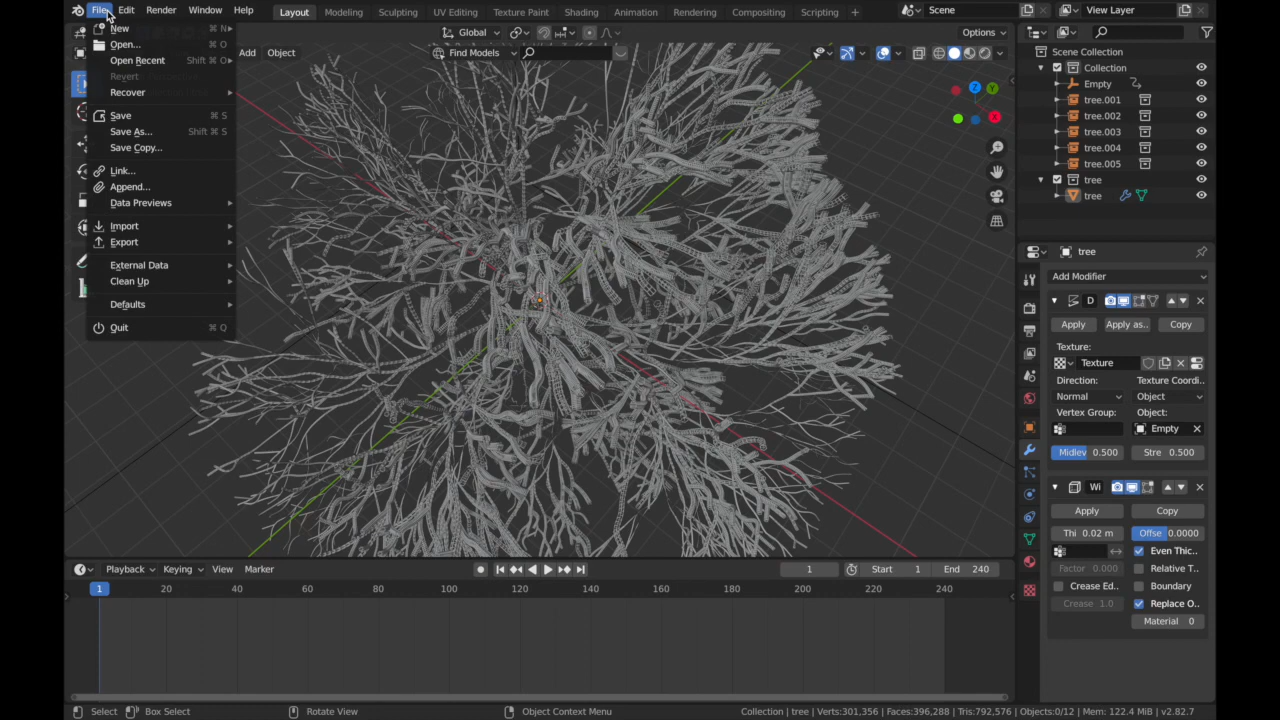 File Edit Render Window Help Layout Modeling Sculpting UV Editing Texture Paint Shading Animation Rendering Compositing Scripting + Scene View Layer
New ⌘ N
Open... ⌘ O
Open Recent Shift ⌘ O
Revert
Recover
Save ⌘ S
Save As... Shift ⌘ S
Save Copy...
Link...
Append...
Data Previews
Import
Export
External Data
Clean Up
Defaults
Quit ⌘ Q
Global
Options
Add Object Find Models
Z Y X
Scene Collection
Collection
Empty
tree.001
tree.002
tree.003
tree.004
tree.005
tree
tree
tree
Add Modifier
D
Apply Apply as.. Copy
Texture:
Texture
Direction: Texture Coordi..
Normal Object
Vertex Group: Object:
Empty
Midlev 0.500 Stre 0.500
Wi
Apply Copy
Thi 0.02 m Offse 0.0000
Even Thic..
Factor 0.000 Relative T..
Crease Ed.. Boundary
Crease 1.0 Replace O..
Material 0
Playback Keying View Marker 1 Start 1 End 240
1 20 40 60 80 100 120 140 160 180 200 220 240
Select Box Select Rotate View Object Context Menu Collection | tree | Verts:301,356 | Faces:396,288 | Tris:792,576 | Objects:0/12 | Mem: 122.4 MiB | v2.82.7